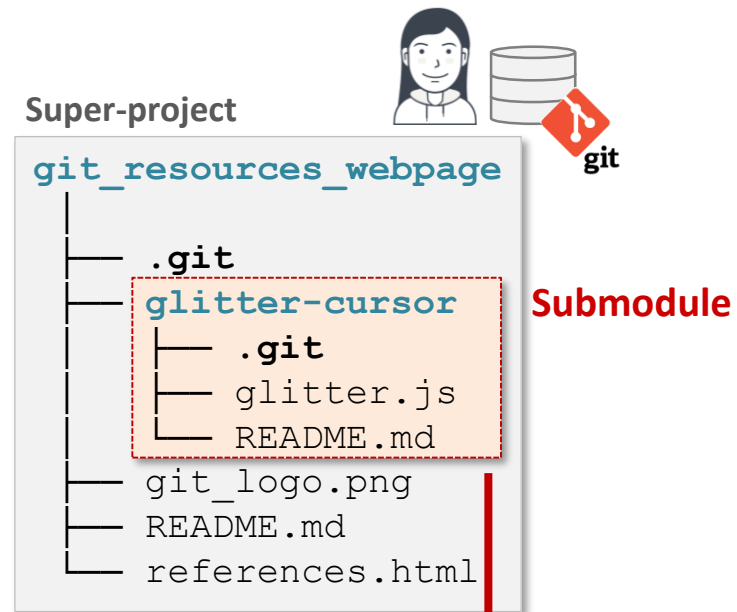 Super-project
git
git_resources_webpage
.git
glitter-cursor
Submodule
.git
glitter.js
README.md
git_logo.png
README.md
references.html